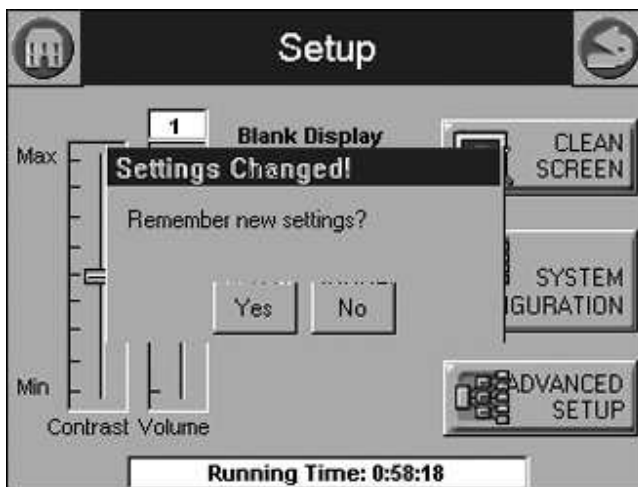 Setup
1
Blank Display
Max
CLEAN
SCREEN
Settings Changed!
Remember new settings?
Yes
No
SYSTEM
IGURATION
Min
ADVANCED
SETUP
Contrast
Volume
Running Time: 0:58:18